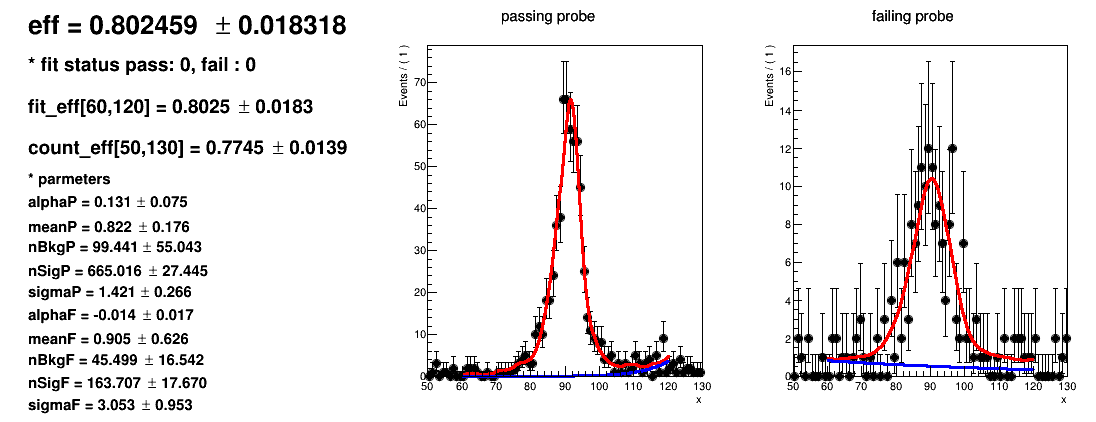 eff = 0.802459 ± 0.018318
* fit status pass: 0, fail : 0
fit_eff[60,120] = 0.8025 ± 0.0183
count_eff[50,130] = 0.7745 ± 0.0139
* parmeters
alphaP = 0.131 ± 0.075
meanP = 0.822 ± 0.176
nBkgP = 99.441 ± 55.043
nSigP = 665.016 ± 27.445
sigmaP = 1.421 ± 0.266
alphaF = -0.014 ± 0.017
meanF = 0.905 ± 0.626
nBkgF = 45.499 ± 16.542
nSigF = 163.707 ± 17.670
sigmaF = 3.053 ± 0.953
passing probe
Events / ( 1 )
70
60
50
40
30
20
10
0
50 60 70 80 90 100 110 120 130
x
failing probe
Events / ( 1 )
16
14
12
10
8
6
4
2
0
50 60 70 80 90 100 110 120 130
x